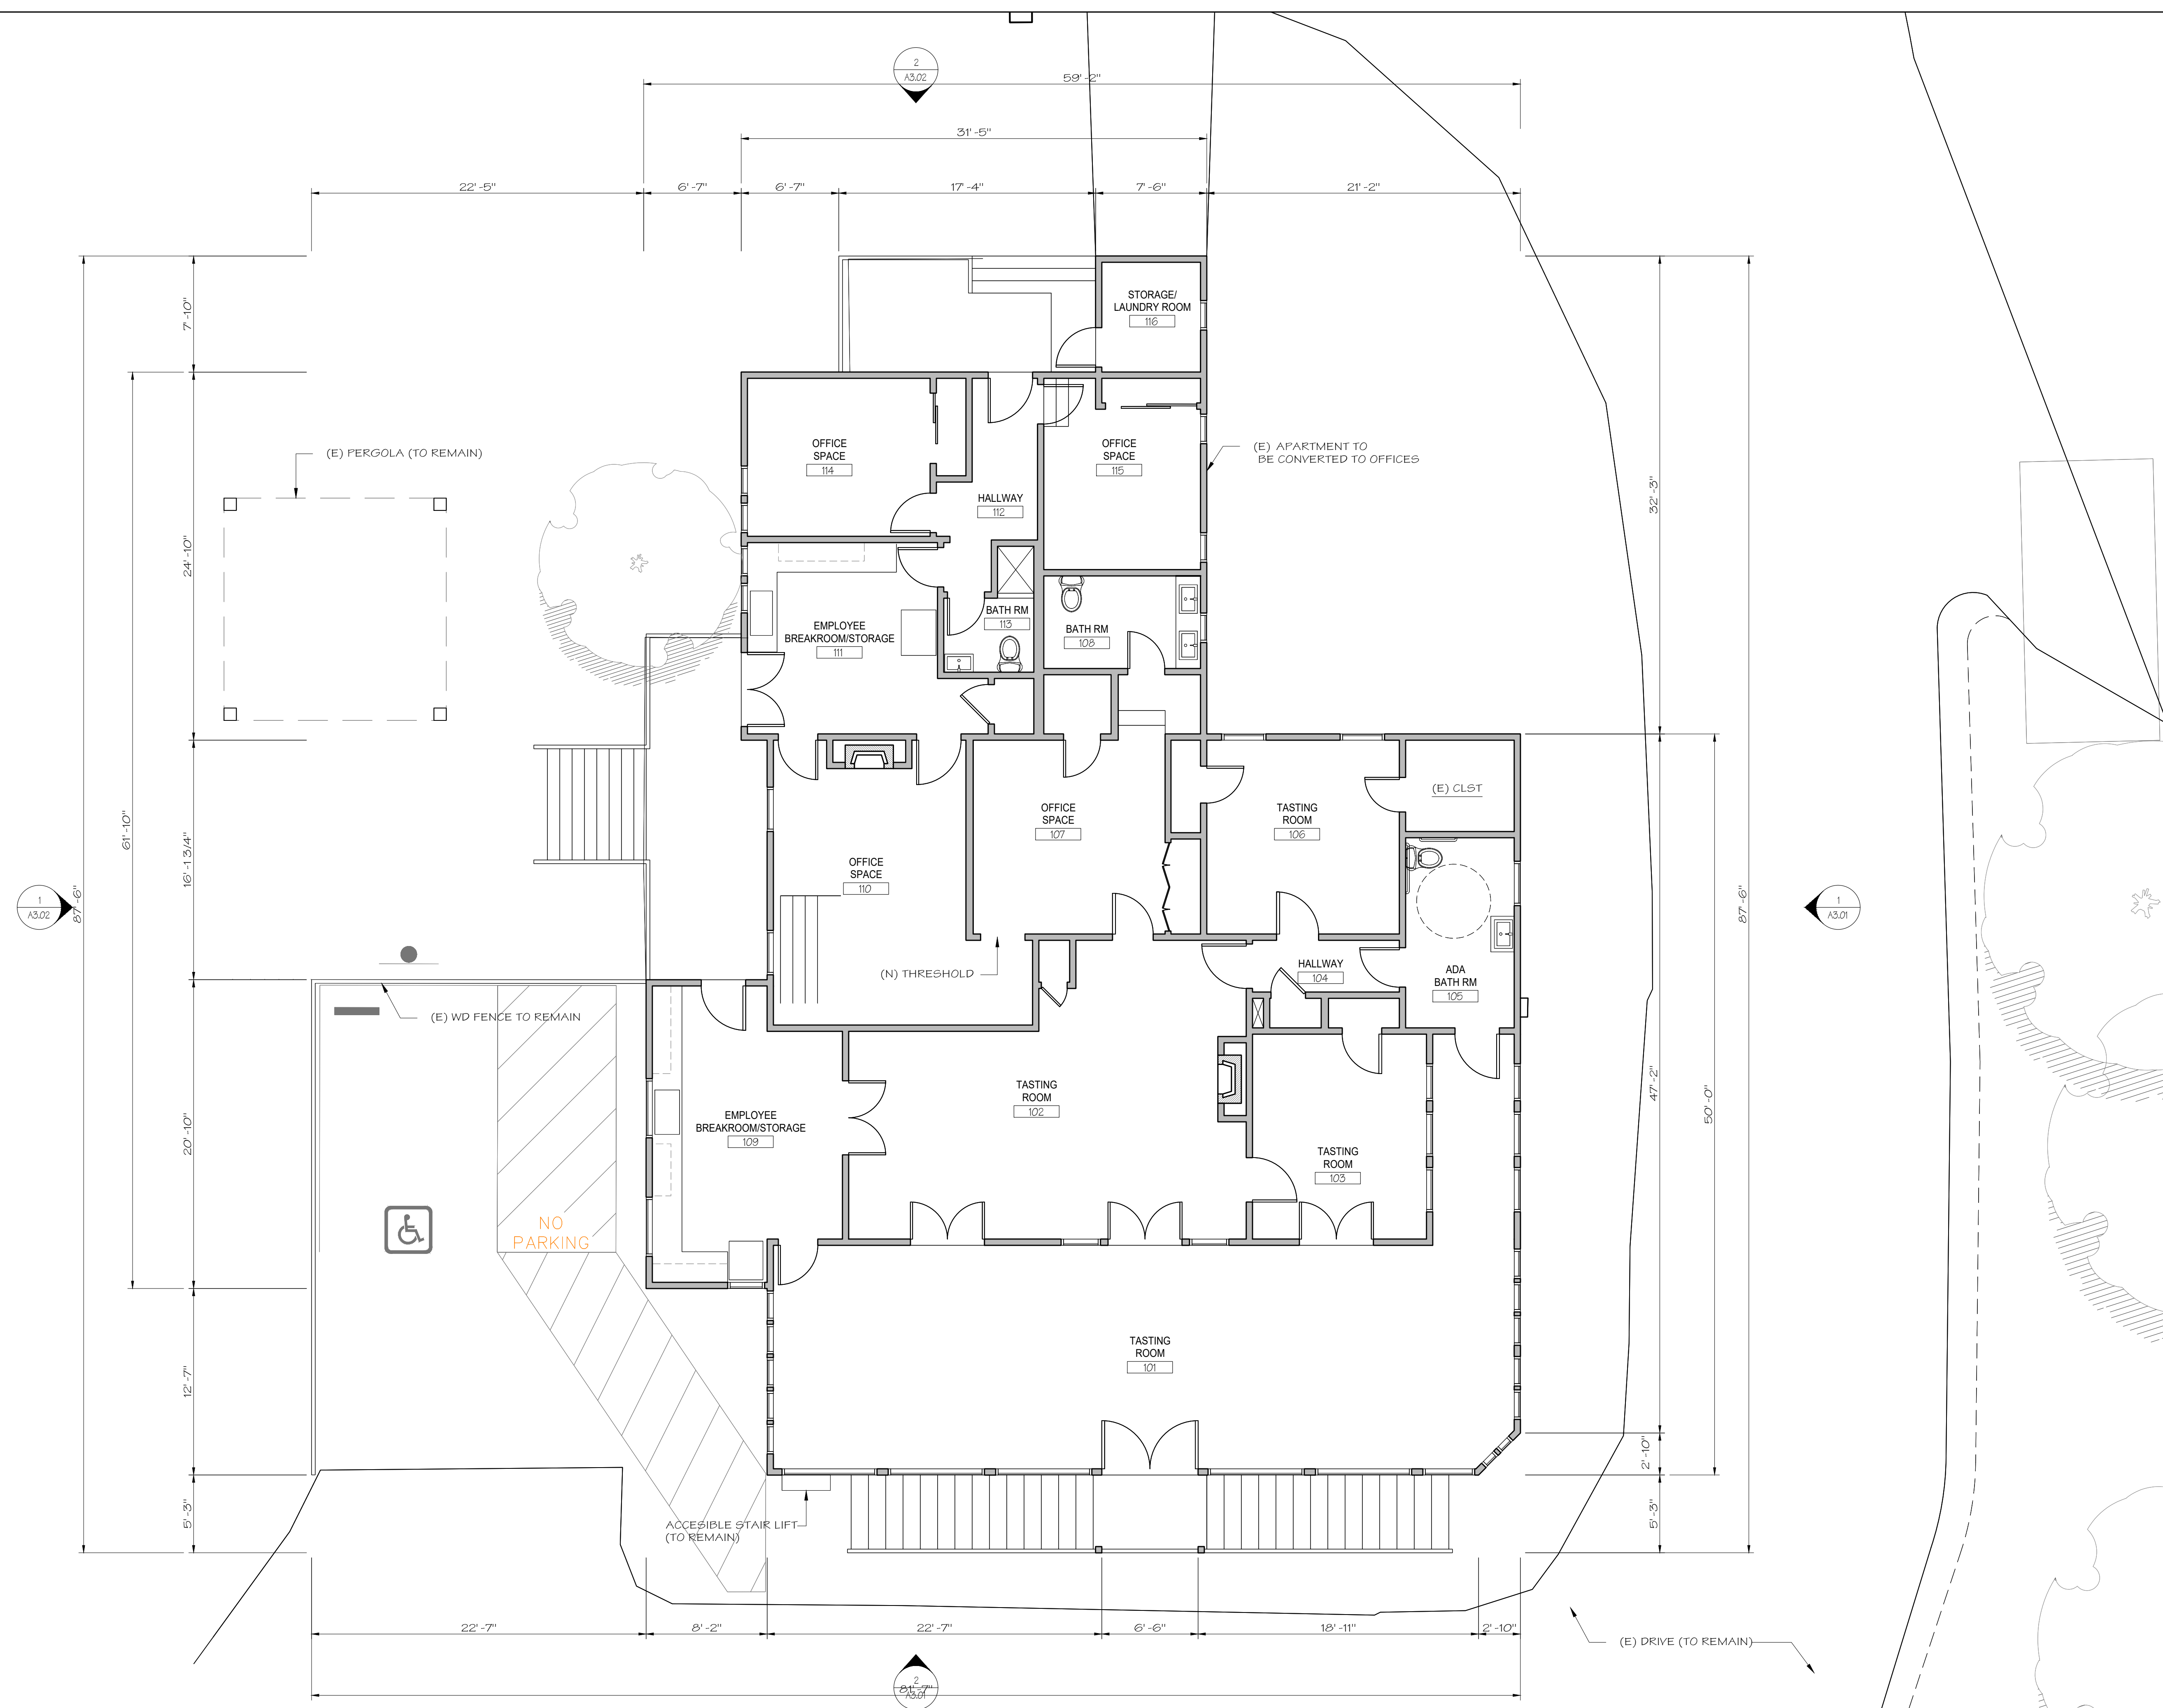 2
A3.02
59'-2"
31'-5"
22'-5"
6'-7"
6'-7"
17'-4"
7'-6"
21'-2"
7'-10"
STORAGE/
LAUNDRY ROOM
116
(E) PERGOLA (TO REMAIN)
OFFICE
SPACE
114
OFFICE
SPACE
115
(E) APARTMENT TO
BE CONVERTED TO OFFICES
HALLWAY
112
32'-3"
24'-10"
BATH RM
113
EMPLOYEE
BREAKROOM/STORAGE
111
BATH RM
108
61'-10"
16'-1 3/4"
(E) CLST
OFFICE
SPACE
107
TASTING
ROOM
106
OFFICE
SPACE
110
1
A3.02
87'-6"
87'-6"
1
A3.01
(N) THRESHOLD
HALLWAY
104
ADA
BATH RM
105
(E) WD FENCE TO REMAIN
TASTING
ROOM
102
47'-2"
50'-0"
20'-10"
EMPLOYEE
BREAKROOM/STORAGE
109
TASTING
ROOM
103
NO
PARKING
TASTING
ROOM
101
12'-7"
2'-10"
5'-3"
5'-3"
ACCESIBLE STAIR LIFT
(TO REMAIN)
22'-7"
8'-2"
22'-7"
6'-6"
18'-11"
2'-10"
(E) DRIVE (TO REMAIN)
2
A3.01
81'-7"